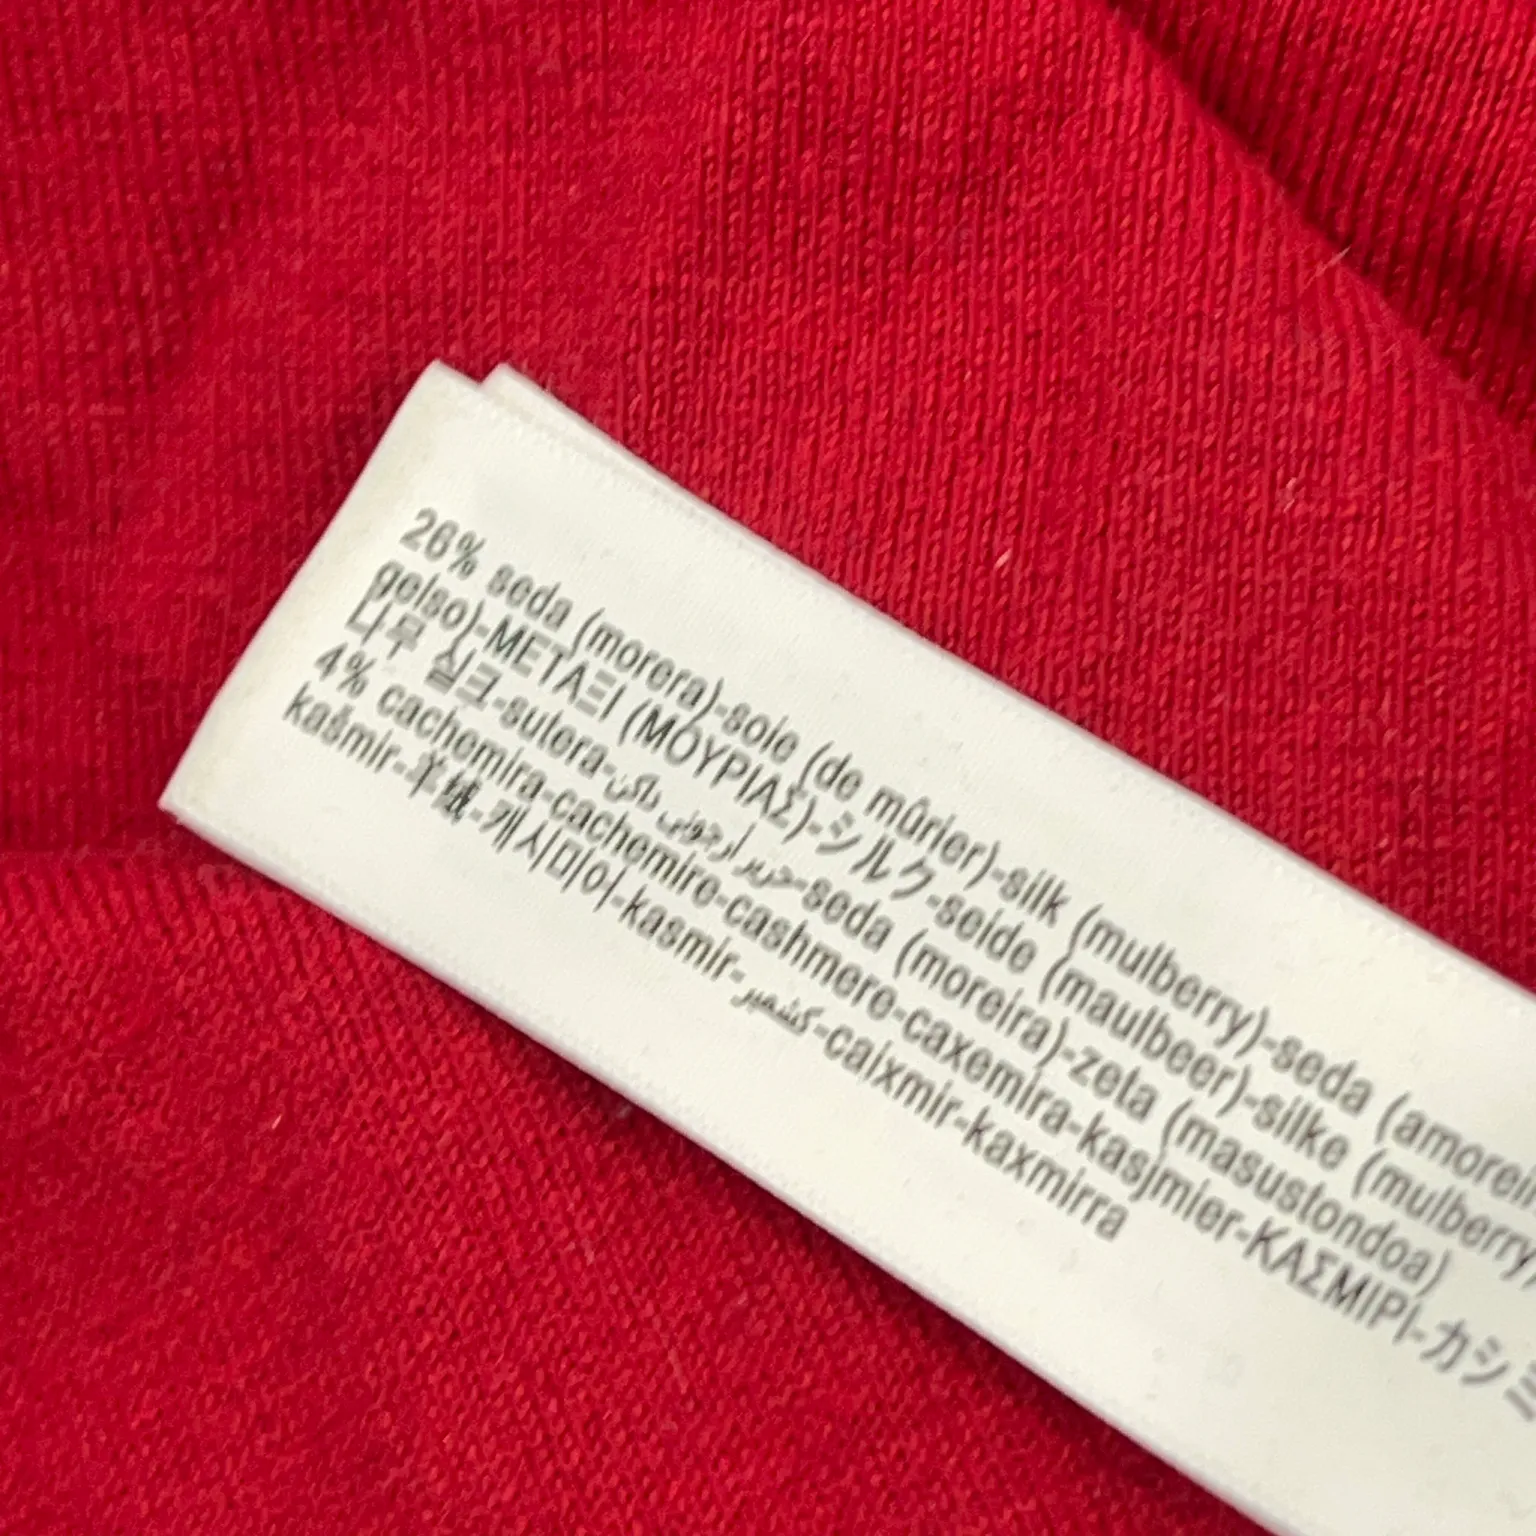 26% seda (morera)-soie (de mûrier)-silk (mulberry)-seda
gelso)-ΜΕΤΑΞΙ (ΜΟΥΡΙΑΣ)-シルク-seide (maulbeer)-silke (mulberry)
나무 실크-sutera-حرير أرجواني داكن-seda (moreira)-zeta (masustondoa)
4% cachemira-cachemire-cashmere-caxemira-kasjmier-ΚΑΣΜΙΡΙ-カシミ
kašmir-羊绒-캐시미어-kasmir-كشمير-caixmir-kaxmirra